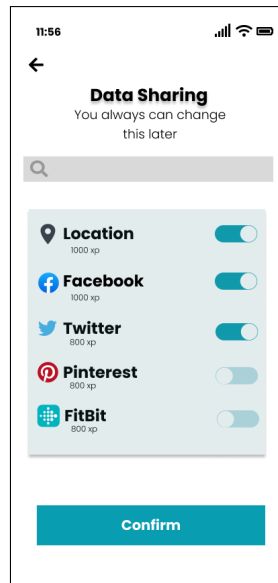 11:56
Data Sharing
You always can change
this later
Location
1000 xp
Facebook
1000 xp
Twitter
800 xp
Pinterest
800 xp
FitBit
800 xp
Confirm